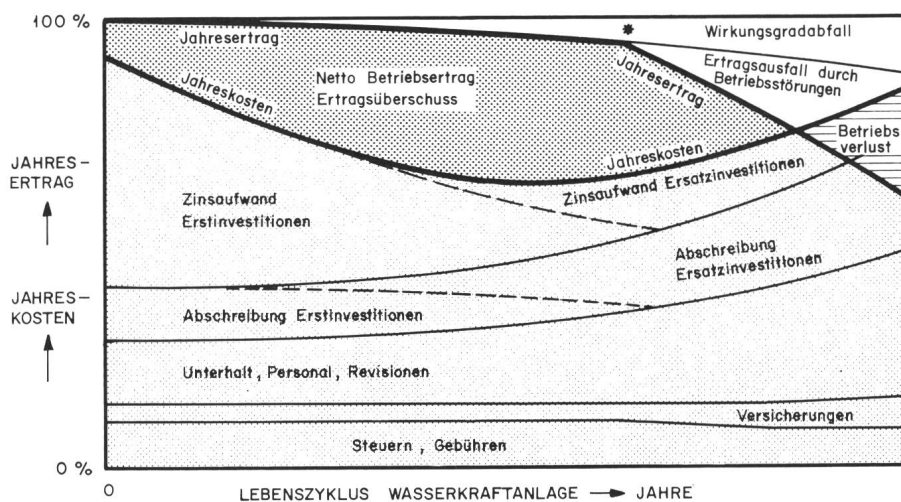 100 %
*
Wirkungsgradabfall
Jahresertrag
Ertragsausfall durch
Betriebsstörungen
Netto Betriebsertrag
Ertragsüberschuss
Jahresertrag
Jahreskosten
Betriebs
verlust
Jahreskosten
JAHRES-
ERTRAG
Zinsaufwand Ersatzinvestitionen
Zinsaufwand
Erstinvestitionen
Abschreibung
Ersatzinvestitionen
JAHRES-
KOSTEN
Abschreibung Erstinvestitionen
Unterhalt, Personal, Revisionen
Versicherungen
Steuern, Gebühren
0 %
0
LEBENSZYKLUS WASSERKRAFTANLAGE → JAHRE